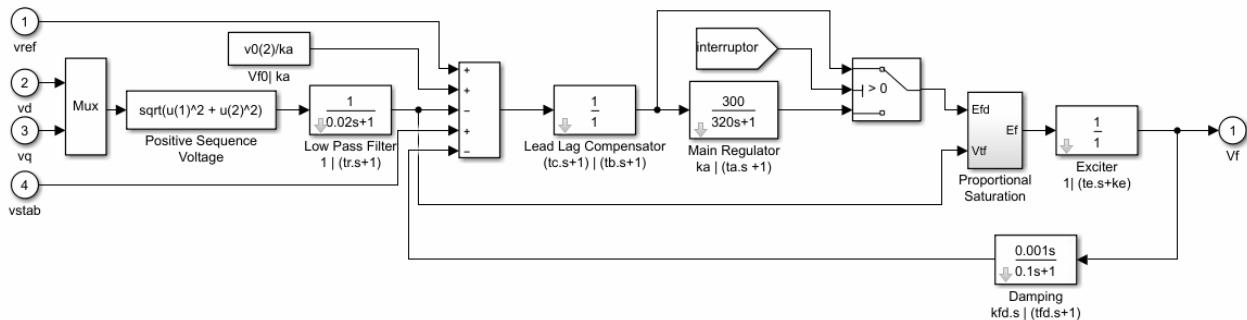 1
vref
v0(2)/ka
Vf0| ka
2
vd
3
vq
Mux
sqrt(u(1)^2 + u(2)^2)
Positive Sequence
Voltage
1
0.02s+1
Low Pass Filter
1 | (tr.s+1)
4
vstab
+
+
−
+
−
1
1
Lead Lag Compensator
(tc.s+1) | (tb.s+1)
interruptor
300
320s+1
Main Regulator
ka | (ta.s +1)
> 0
Efd
Ef
Vtf
Proportional
Saturation
1
1
Exciter
1| (te.s+ke)
1
Vf
0.001s
0.1s+1
Damping
kfd.s | (tfd.s+1)